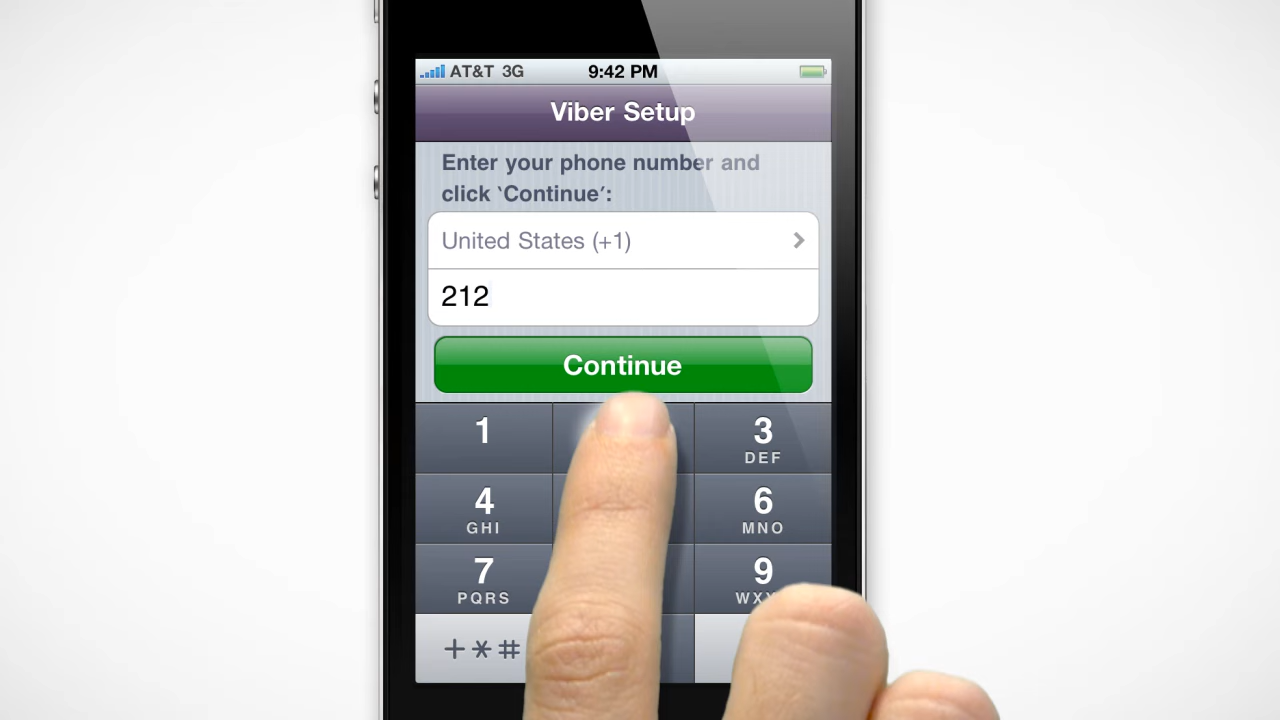 AT&T 3G 9:42 PM
Viber Setup
Enter your phone number and
click ‵Continue′:
United States (+1)
212
Continue
1 3
DEF
4 6
GHI MNO
7 9
PQRS
+*#